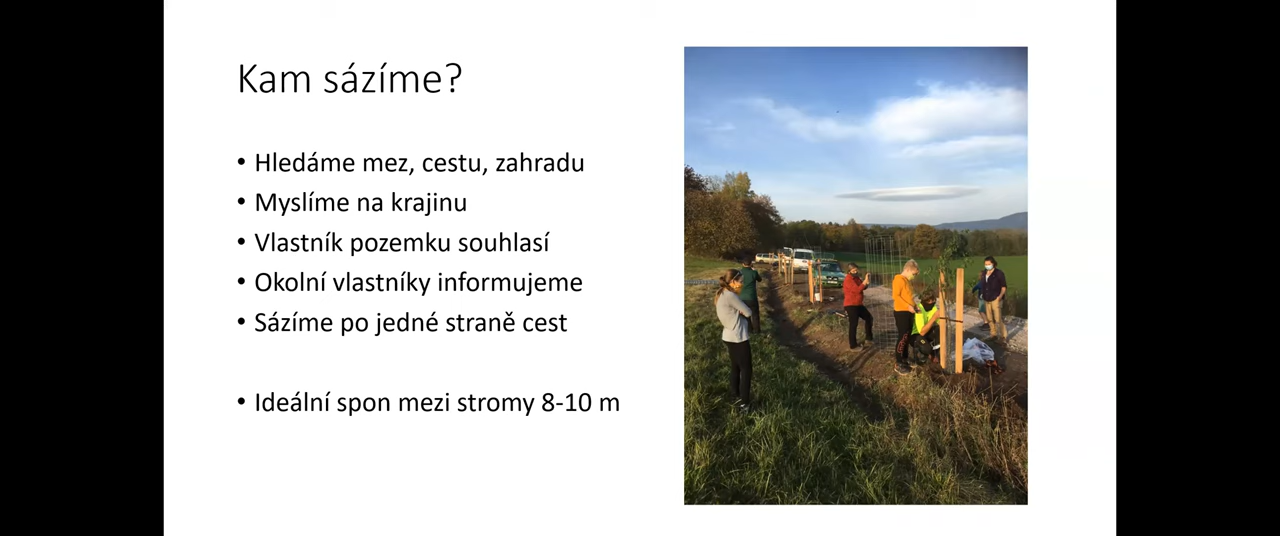 Kam sázíme?
• Hledáme mez, cestu, zahradu
• Myslíme na krajinu
• Vlastník pozemku souhlasí
• Okolní vlastníky informujeme
• Sázíme po jedné straně cest
• Ideální spon mezi stromy 8-10 m